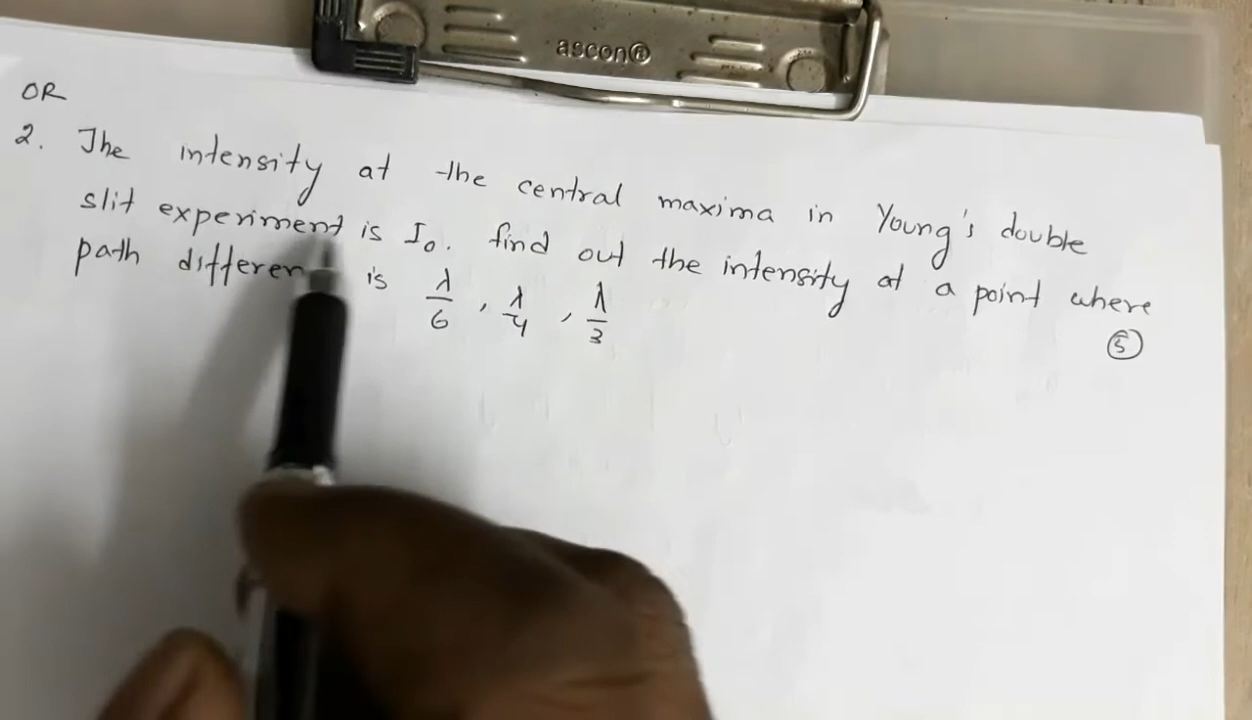 ascon®
OR
2. The intensity at the central maxima in Young's double
slit experiment is I₀. find out the intensity at a point where
path differen is λ/6, λ/4, λ/3
⑤